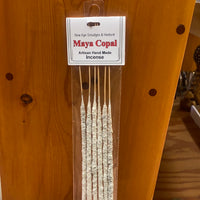 New Age Smudges & Herbals
Maya Copal
Artisan Hand Made
Incense